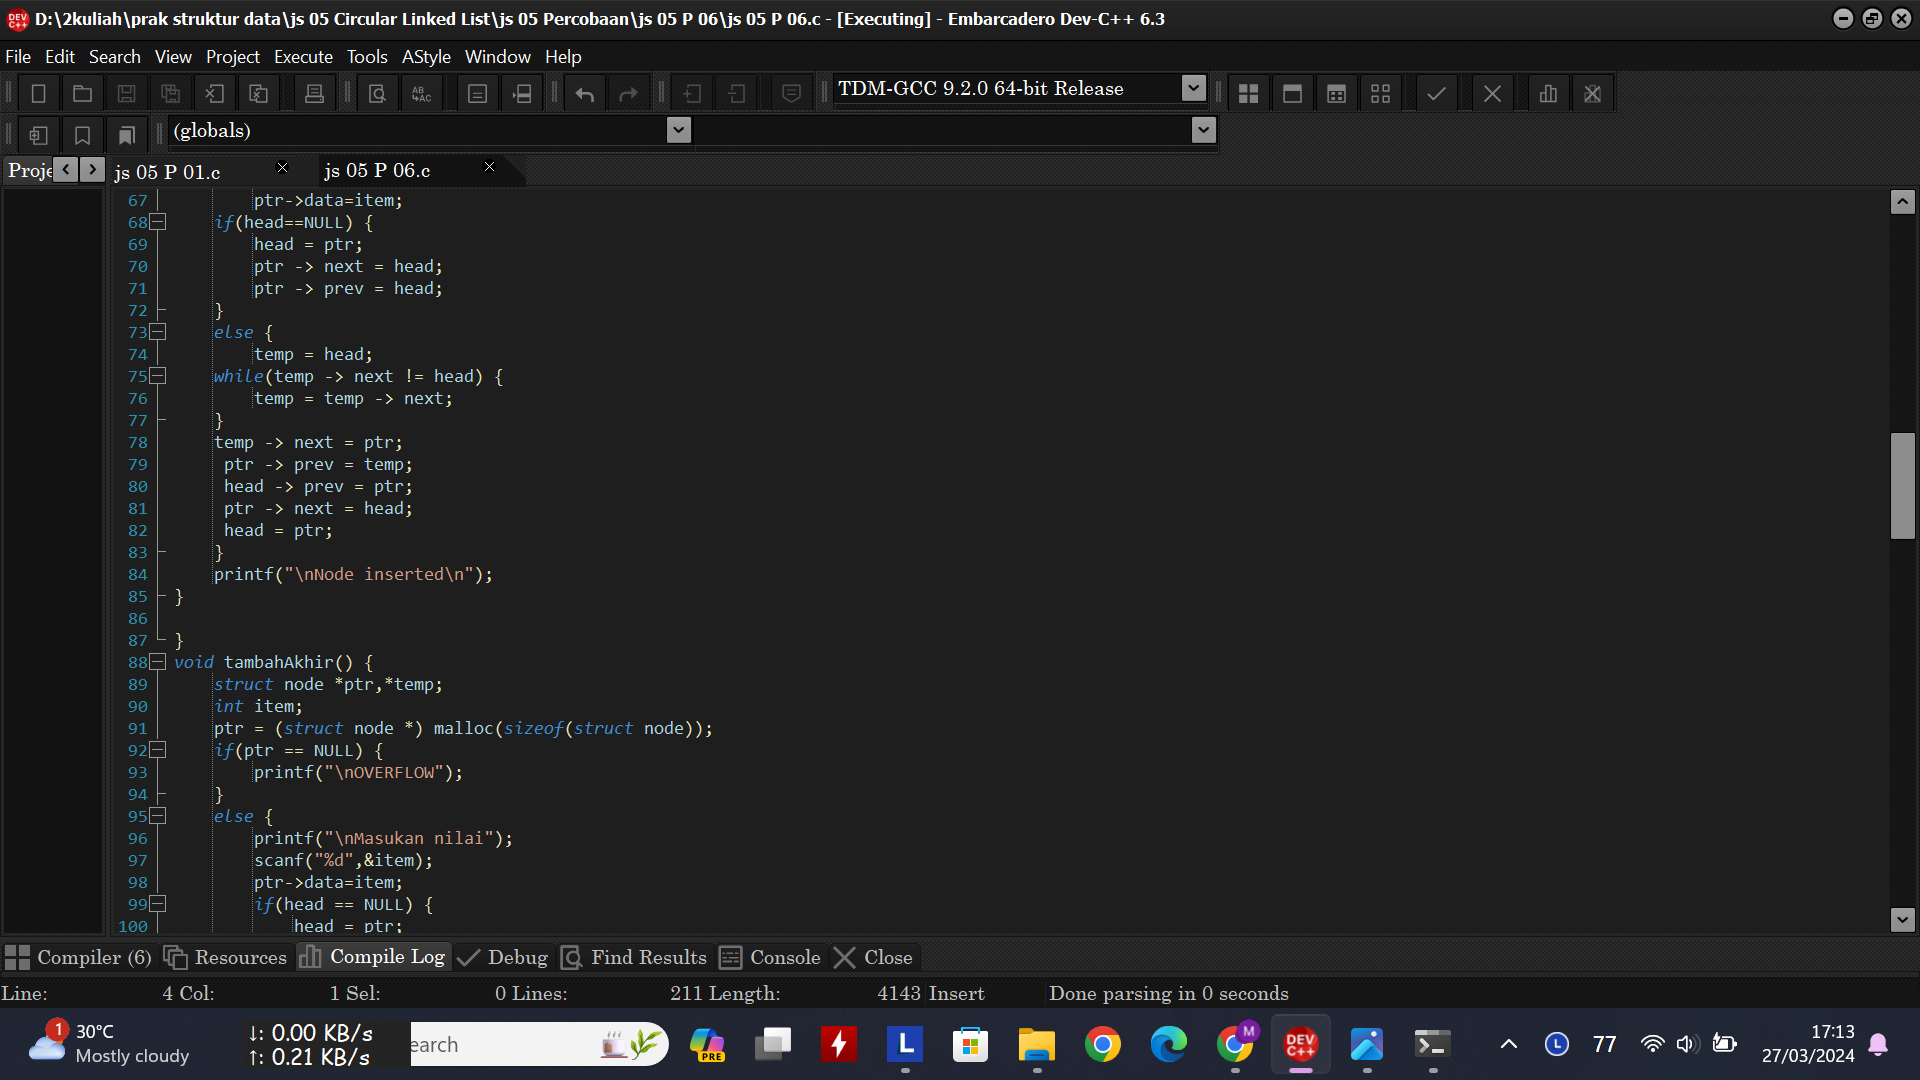 D:\2kuliah\prak struktur data\js 05 Circular Linked List\js 05 Percobaan\js 05 P 06\js 05 P 06.c - [Executing] - Embarcadero Dev-C++ 6.3
File Edit Search View Project Execute Tools AStyle Window Help
TDM-GCC 9.2.0 64-bit Release
(globals)
Proje js 05 P 01.c js 05 P 06.c
67 ptr->data=item;
68 if(head==NULL) {
69 head = ptr;
70 ptr -> next = head;
71 ptr -> prev = head;
72 }
73 else {
74 temp = head;
75 while(temp -> next != head) {
76 temp = temp -> next;
77 }
78 temp -> next = ptr;
79 ptr -> prev = temp;
80 head -> prev = ptr;
81 ptr -> next = head;
82 head = ptr;
83 }
84 printf("\nNode inserted\n");
85 }
86
87 }
88 void tambahAkhir() {
89 struct node *ptr,*temp;
90 int item;
91 ptr = (struct node *) malloc(sizeof(struct node));
92 if(ptr == NULL) {
93 printf("\nOVERFLOW");
94 }
95 else {
96 printf("\nMasukan nilai");
97 scanf("%d",&item);
98 ptr->data=item;
99 if(head == NULL) {
100 head = ptr;
Compiler (6) Resources Compile Log Debug Find Results Console Close
Line: 4 Col: 1 Sel: 0 Lines: 211 Length: 4143 Insert Done parsing in 0 seconds
1 30°C
Mostly cloudy
↓: 0.00 KB/s
↑: 0.21 KB/s
earch
PRE
L
M
DEV C++
L
77
17:13
27/03/2024